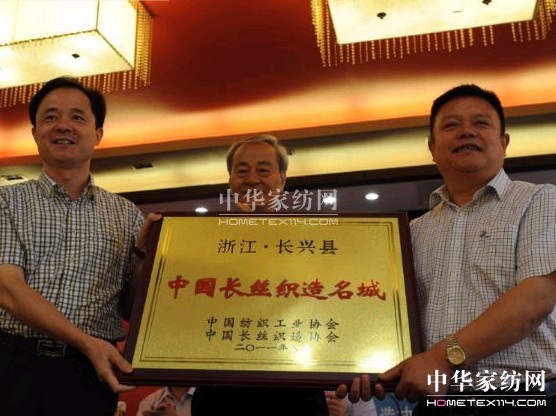 中华家纺网
HOMETEX114.COM
浙江·长兴县
中国长丝织造名城
中国纺织工业协会
中国长丝织造协会
二〇一一年
中华家纺网
HOMETEX114.COM